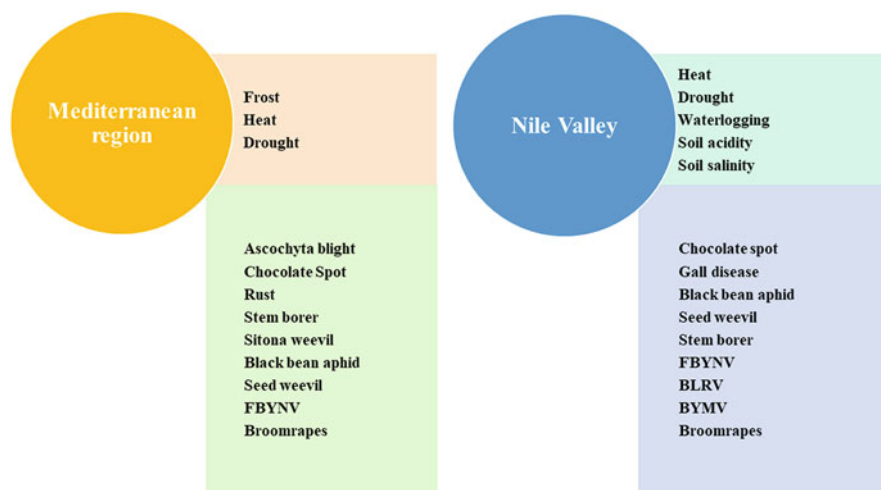 Mediterranean
region
Frost
Heat
Drought
Ascochyta blight
Chocolate Spot
Rust
Stem borer
Sitona weevil
Black bean aphid
Seed weevil
FBYNV
Broomrapes
Nile Valley
Heat
Drought
Waterlogging
Soil acidity
Soil salinity
Chocolate spot
Gall disease
Black bean aphid
Seed weevil
Stem borer
FBYNV
BLRV
BYMV
Broomrapes